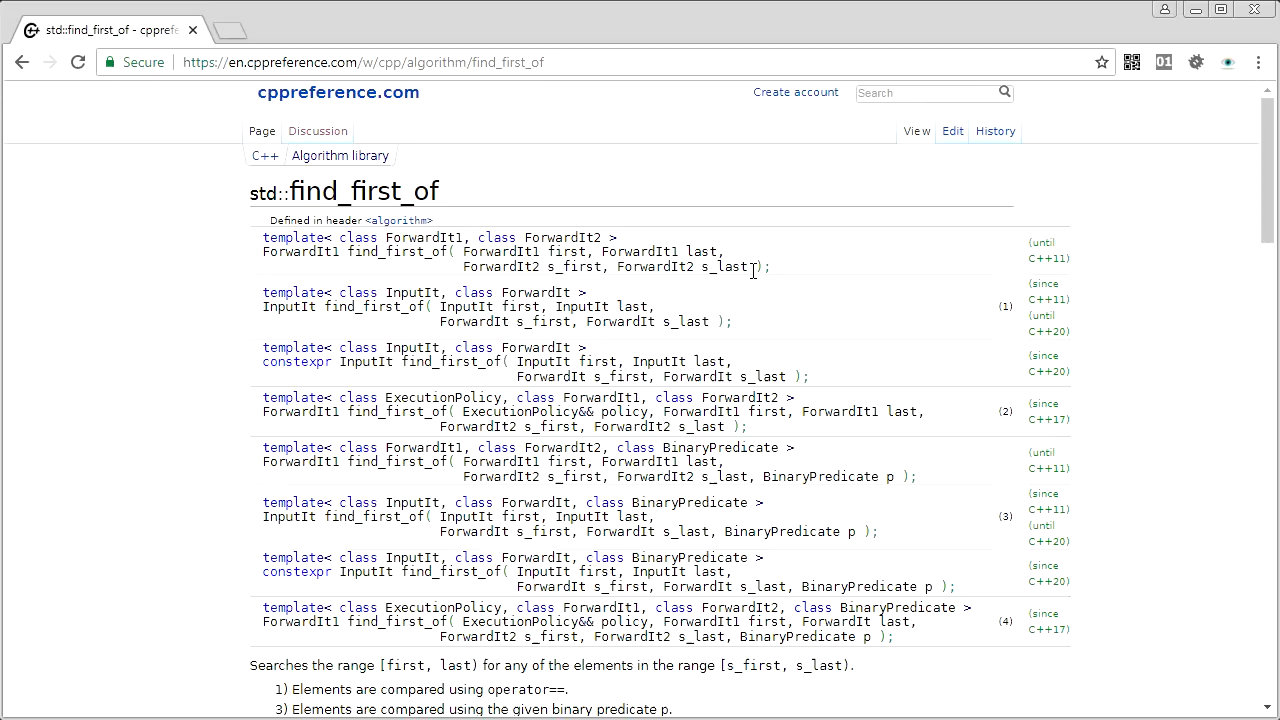 std::find_first_of - cpprefe
Secure https://en.cppreference.com/w/cpp/algorithm/find_first_of
01
cppreference.com
Create account
Search
Page Discussion View Edit History
C++ Algorithm library
std::find_first_of
Defined in header <algorithm>
template< class ForwardIt1, class ForwardIt2 >
ForwardIt1 find_first_of( ForwardIt1 first, ForwardIt1 last,
ForwardIt2 s_first, ForwardIt2 s_last );
(until
C++11)
template< class InputIt, class ForwardIt >
InputIt find_first_of( InputIt first, InputIt last,
ForwardIt s_first, ForwardIt s_last );
(1)
(since
C++11)
(until
C++20)
template< class InputIt, class ForwardIt >
constexpr InputIt find_first_of( InputIt first, InputIt last,
ForwardIt s_first, ForwardIt s_last );
(since
C++20)
template< class ExecutionPolicy, class ForwardIt1, class ForwardIt2 >
ForwardIt1 find_first_of( ExecutionPolicy&& policy, ForwardIt1 first, ForwardIt1 last,
ForwardIt2 s_first, ForwardIt2 s_last );
(2)
(since
C++17)
template< class ForwardIt1, class ForwardIt2, class BinaryPredicate >
ForwardIt1 find_first_of( ForwardIt1 first, ForwardIt1 last,
ForwardIt2 s_first, ForwardIt2 s_last, BinaryPredicate p );
(until
C++11)
template< class InputIt, class ForwardIt, class BinaryPredicate >
InputIt find_first_of( InputIt first, InputIt last,
ForwardIt s_first, ForwardIt s_last, BinaryPredicate p );
(3)
(since
C++11)
(until
C++20)
template< class InputIt, class ForwardIt, class BinaryPredicate >
constexpr InputIt find_first_of( InputIt first, InputIt last,
ForwardIt s_first, ForwardIt s_last, BinaryPredicate p );
(since
C++20)
template< class ExecutionPolicy, class ForwardIt1, class ForwardIt2, class BinaryPredicate >
ForwardIt1 find_first_of( ExecutionPolicy&& policy, ForwardIt1 first, ForwardIt last,
ForwardIt2 s_first, ForwardIt2 s_last, BinaryPredicate p );
(4)
(since
C++17)
Searches the range [first, last) for any of the elements in the range [s_first, s_last).
1) Elements are compared using operator==.
3) Elements are compared using the given binary predicate p.